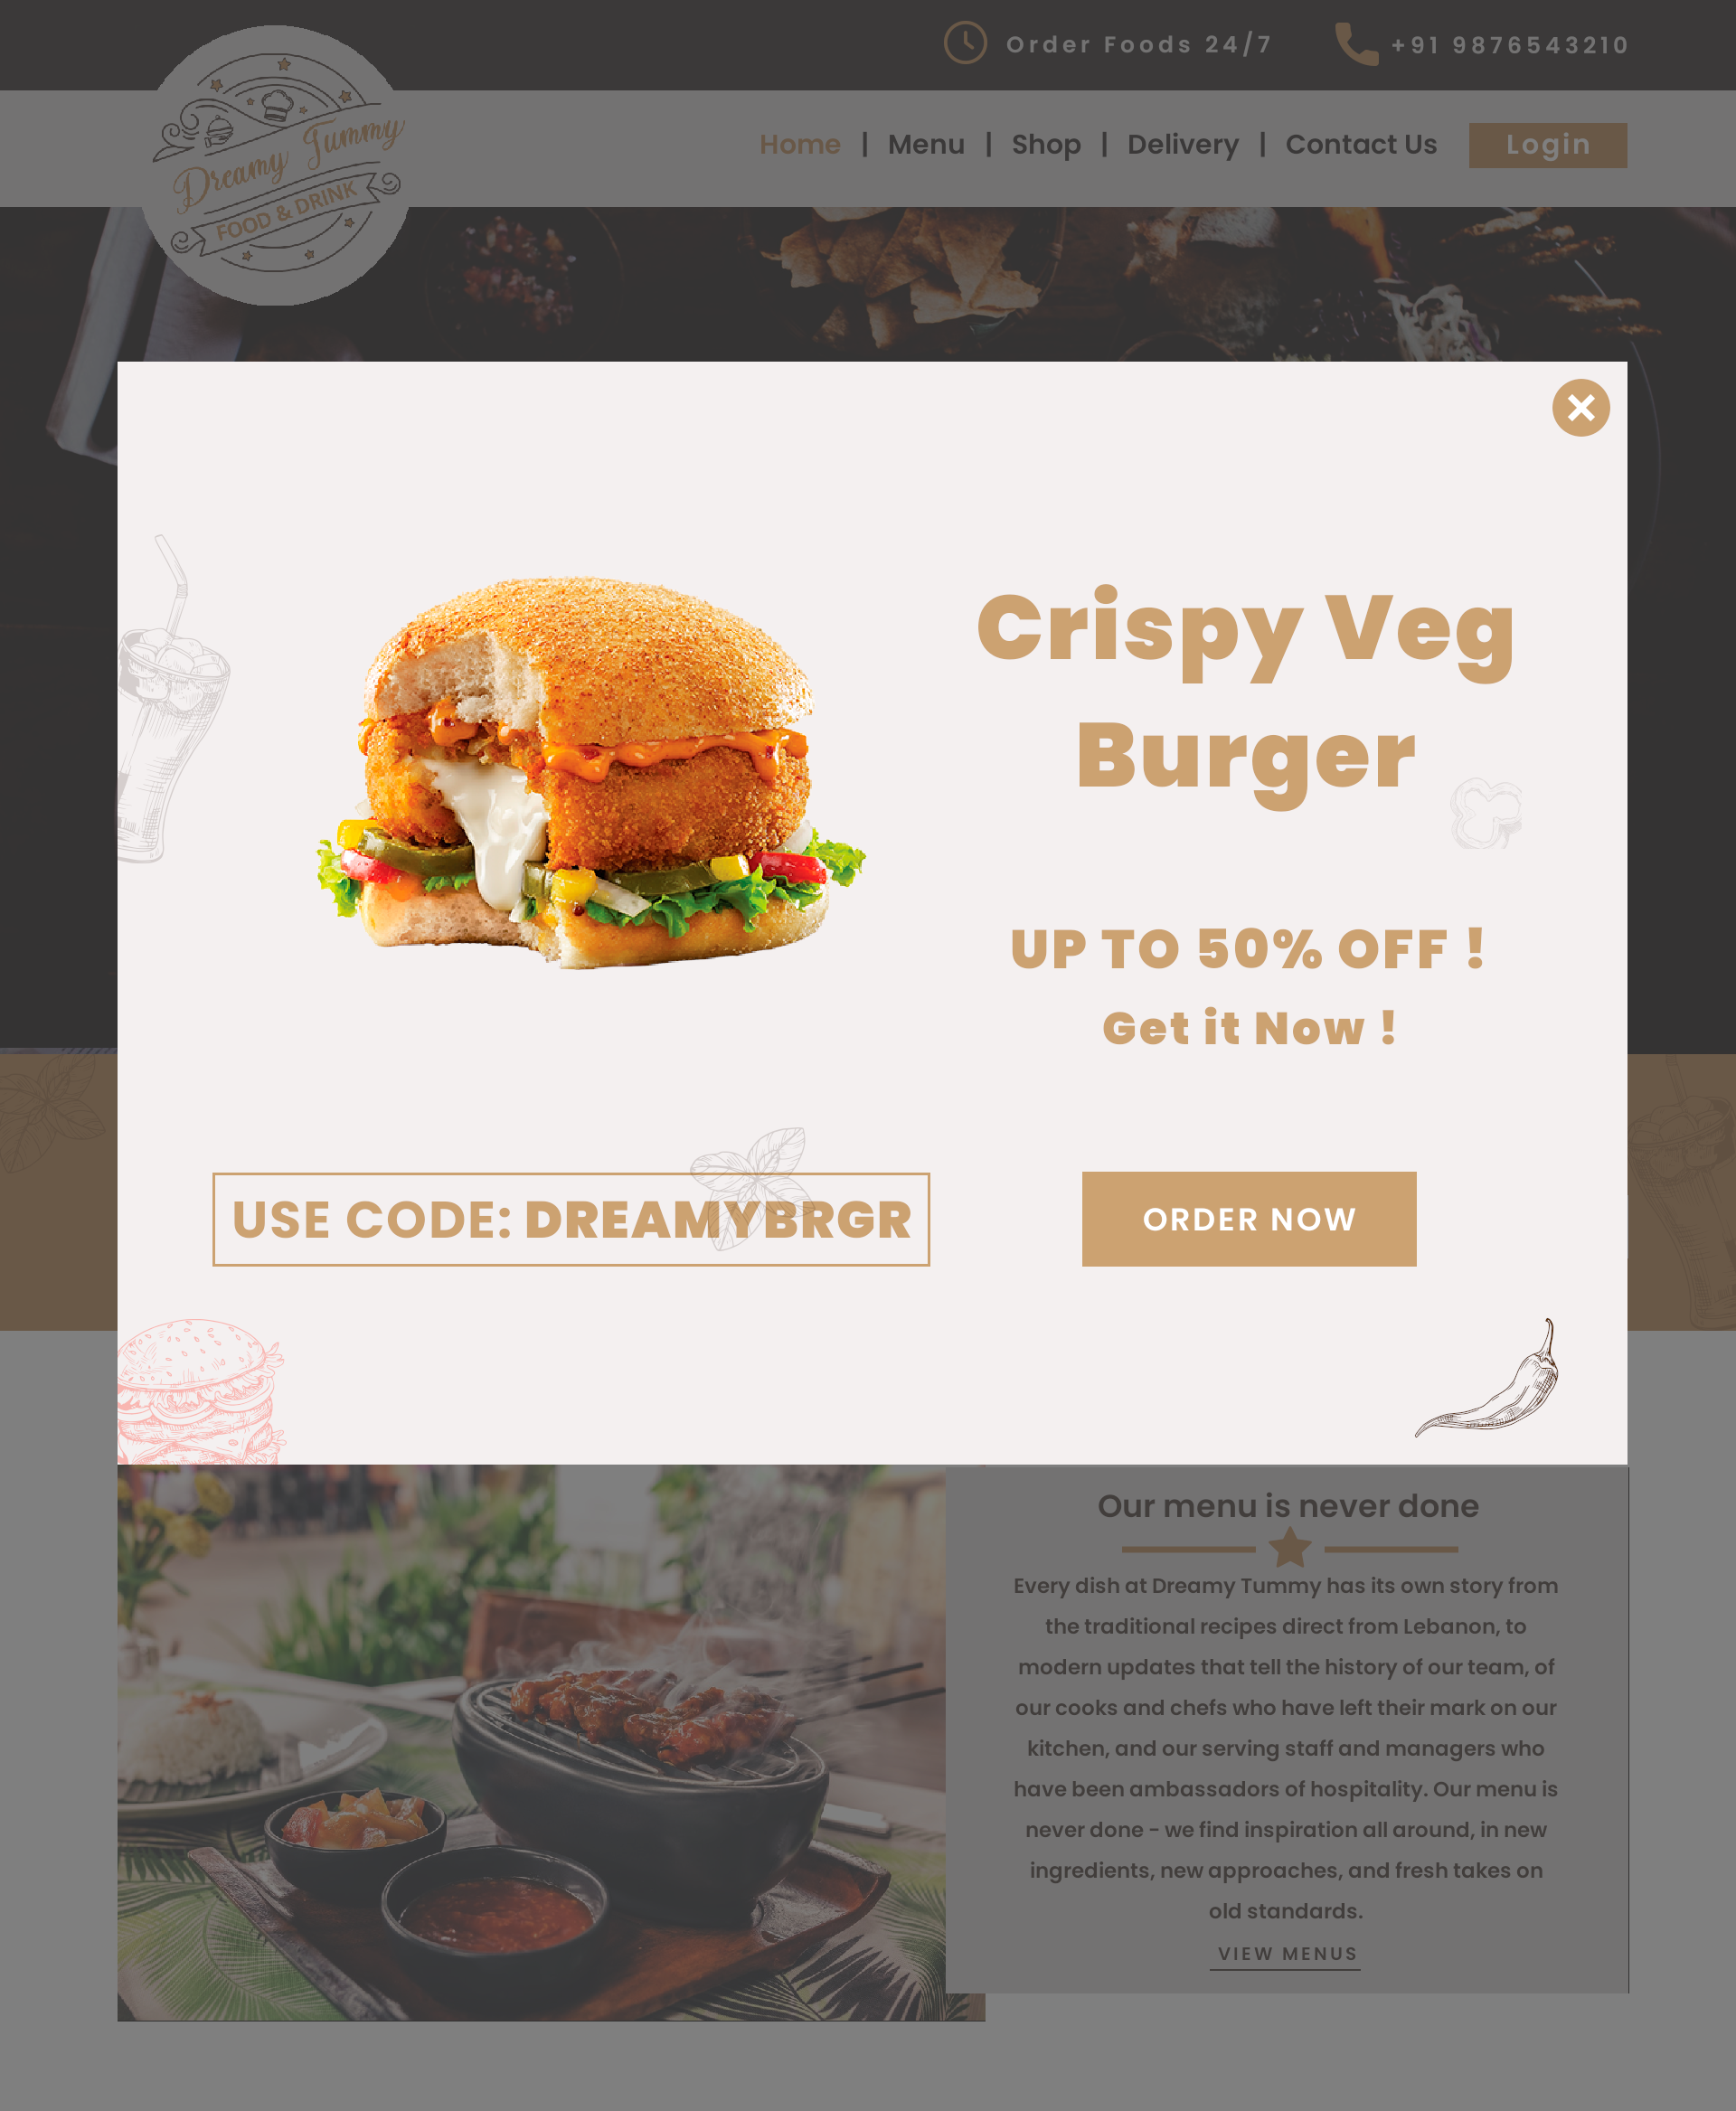 Order Foods 24/7
+91 9876543210
Dreamy Tummy
FOOD & DRINK
Home | Menu | Shop | Delivery | Contact Us
Login
Crispy Veg
Burger
UP TO 50% OFF !
Get it Now !
USE CODE: DREAMYBRGR
ORDER NOW
Our menu is never done
Every dish at Dreamy Tummy has its own story from
the traditional recipes direct from Lebanon, to
modern updates that tell the history of our team, of
our cooks and chefs who have left their mark on our
kitchen, and our serving staff and managers who
have been ambassadors of hospitality. Our menu is
never done - we find inspiration all around, in new
ingredients, new approaches, and fresh takes on
old standards.
VIEW MENUS